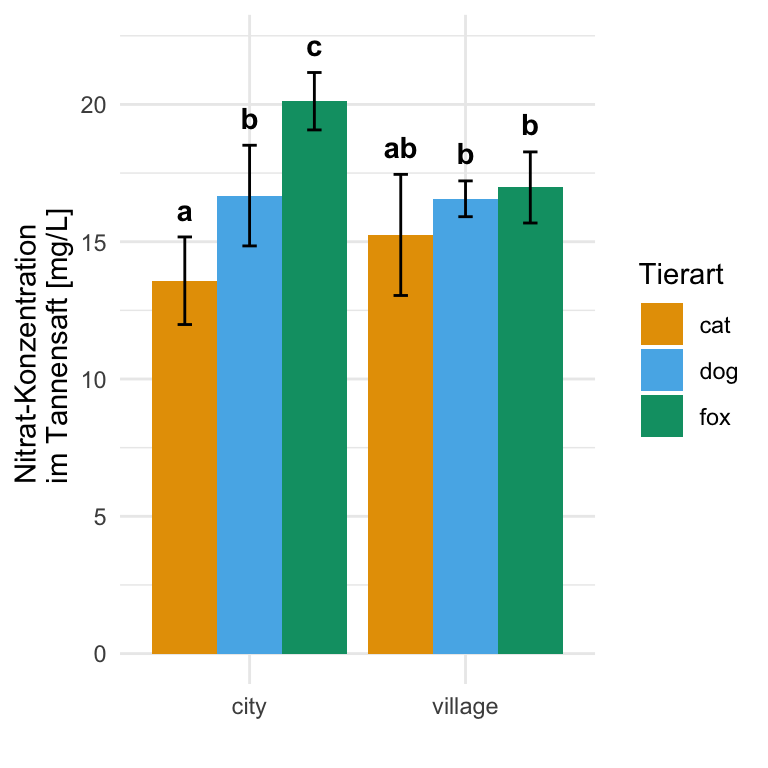 Nitrat-Konzentration
im Tannensaft [mg/L]
20
15
10
5
0
a
b
c
ab
b
b
city
village
Tierart
cat
dog
fox